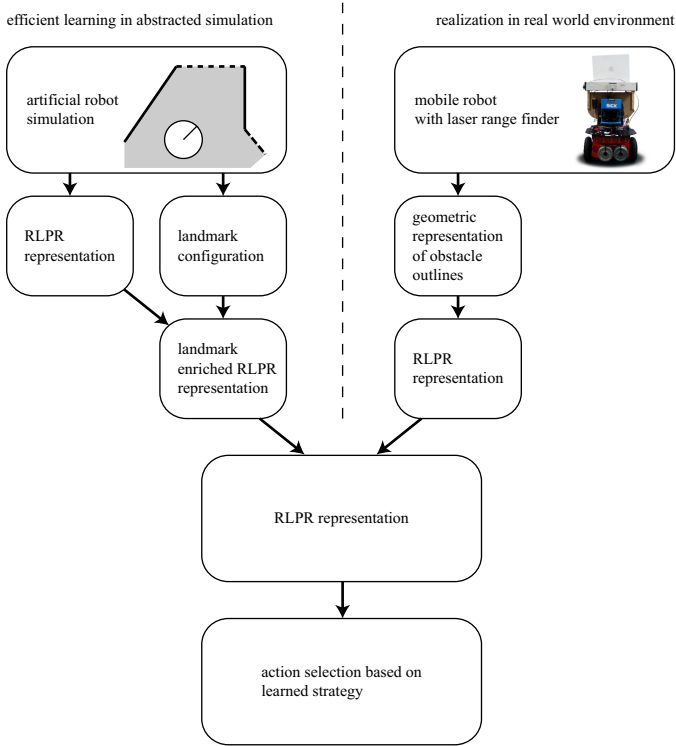 efficient learning in abstracted simulation
realization in real world environment
artificial robot
simulation
mobile robot
with laser range finder
SICK
RLPR
representation
landmark
configuration
geometric
representation
of obstacle
outlines
landmark
enriched RLPR
representation
RLPR
representation
RLPR representation
action selection based on
learned strategy